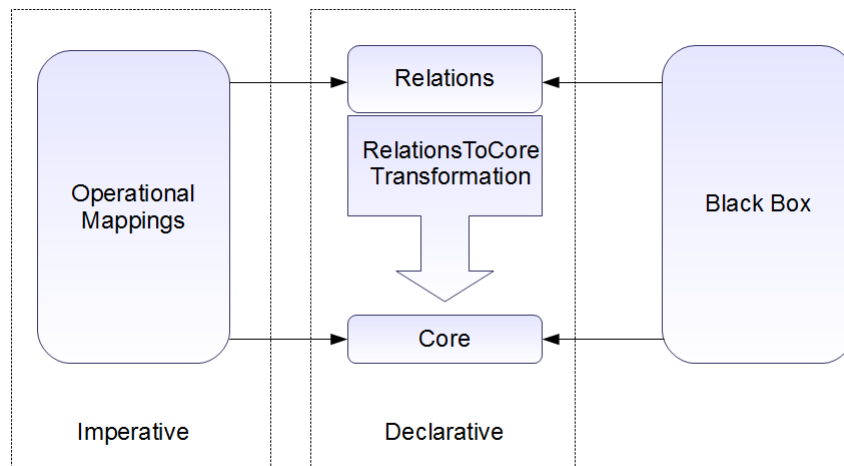 Relations
RelationsToCore
Transformation
Operational
Mappings
Black Box
Core
Imperative
Declarative